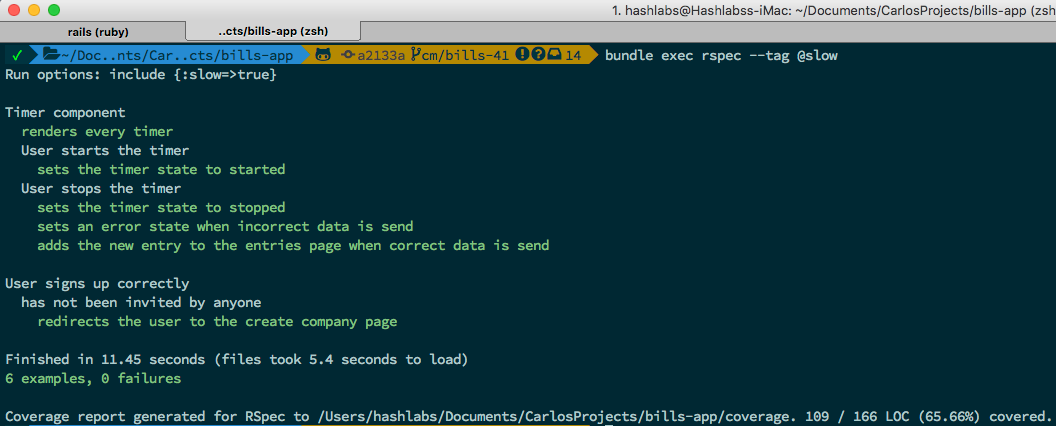 1. hashlabs@Hashlabss-iMac: ~/Documents/CarlosProjects/bills-app (zsh
rails (ruby)
..cts/bills-app (zsh)
✓ ~/Doc..nts/Car..cts/bills-app a2133a cm/bills-41 14 bundle exec rspec --tag @slow
Run options: include {:slow=>true}
Timer component
renders every timer
User starts the timer
sets the timer state to started
User stops the timer
sets the timer state to stopped
sets an error state when incorrect data is send
adds the new entry to the entries page when correct data is send
User signs up correctly
has not been invited by anyone
redirects the user to the create company page
Finished in 11.45 seconds (files took 5.4 seconds to load)
6 examples, 0 failures
Coverage report generated for RSpec to /Users/hashlabs/Documents/CarlosProjects/bills-app/coverage. 109 / 166 LOC (65.66%) covered.